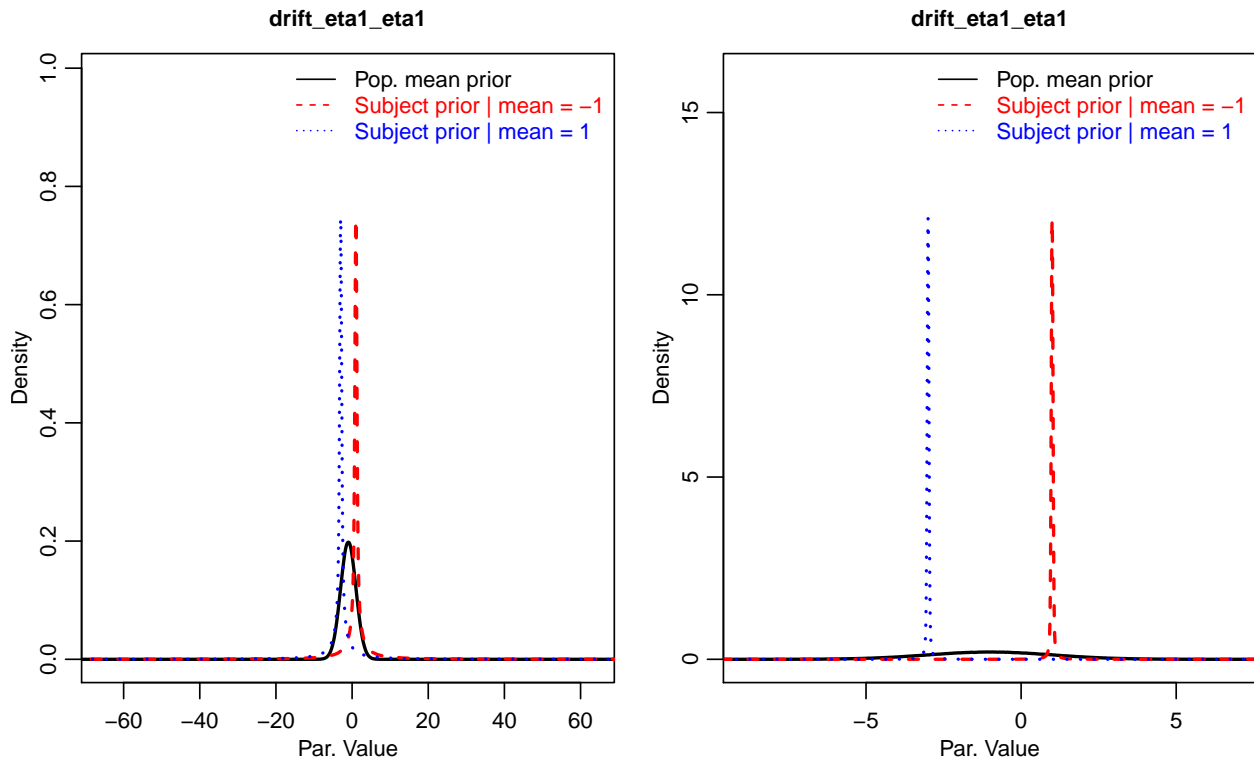 drift_eta1_eta1
Pop. mean prior
Subject prior | mean = −1
Subject prior | mean = 1
Density
0.0
0.2
0.4
0.6
0.8
1.0
−60
−40
−20
0
20
40
60
Par. Value
drift_eta1_eta1
Pop. mean prior
Subject prior | mean = −1
Subject prior | mean = 1
Density
0
5
10
15
−5
0
5
Par. Value